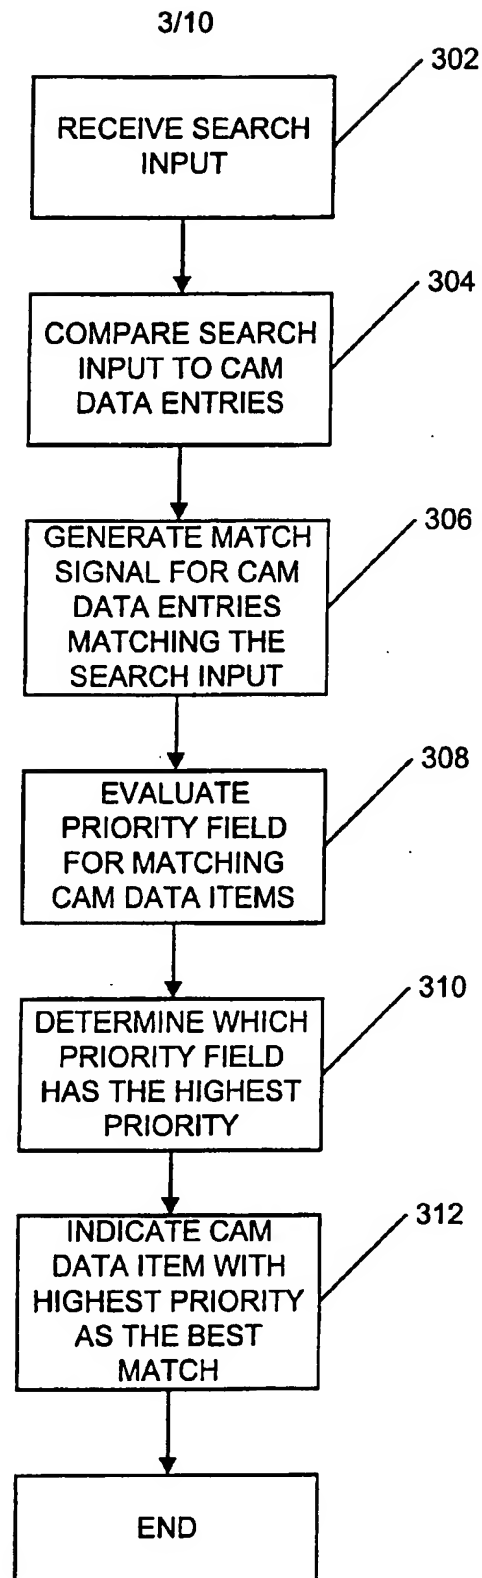 3/10
302
RECEIVE SEARCH
INPUT
304
COMPARE SEARCH
INPUT TO CAM
DATA ENTRIES
306
GENERATE MATCH
SIGNAL FOR CAM
DATA ENTRIES
MATCHING THE
SEARCH INPUT
308
EVALUATE
PRIORITY FIELD
FOR MATCHING
CAM DATA ITEMS
310
DETERMINE WHICH
PRIORITY FIELD
HAS THE HIGHEST
PRIORITY
312
INDICATE CAM
DATA ITEM WITH
HIGHEST PRIORITY
AS THE BEST
MATCH
END